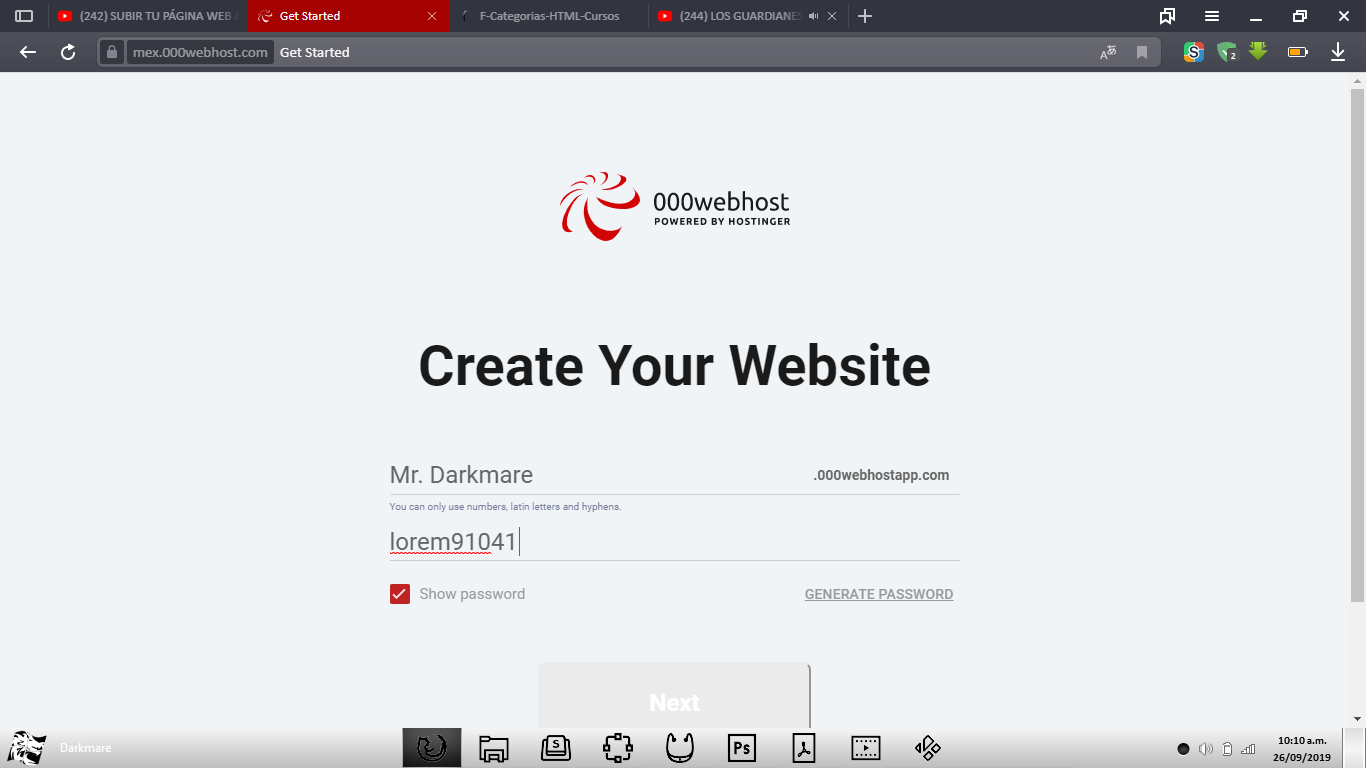 (242) SUBIR TU PÁGINA WEB A
Get Started
F-Categorias-HTML-Cursos
(244) LOS GUARDIANES
mex.000webhost.com Get Started
2
000webhost
POWERED BY HOSTINGER
Create Your Website
Mr. Darkmare .000webhostapp.com
You can only use numbers, latin letters and hyphens.
lorem91041
Show password GENERATE PASSWORD
Next
Darkmare
Ps
10:10 a.m.
26/09/2019